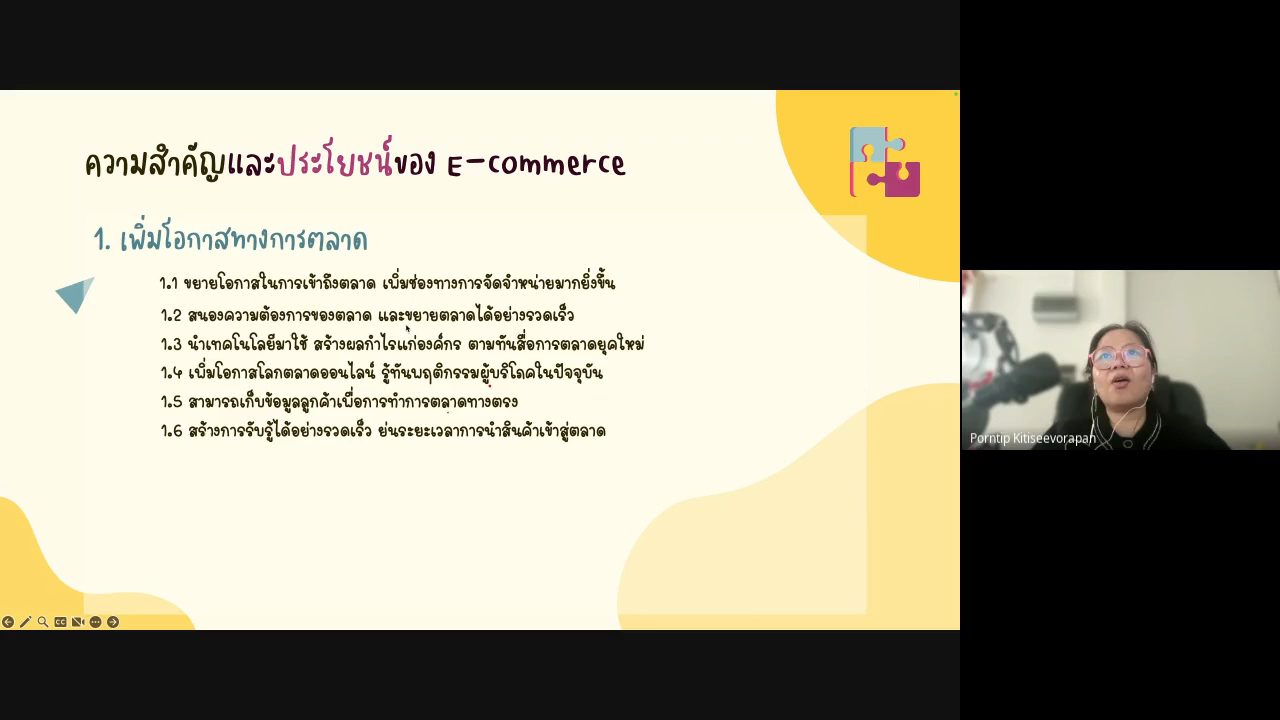 ความสำคัญและประโยชน์ของ E-commerce
1. เพิ่มโอกาสทางการตลาด
1.1 ขยายโอกาสในการเข้าถึงตลาด เพิ่มช่องทางการจัดจำหน่ายมากยิ่งขึ้น
1.2 สนองความต้องการของตลาด และขยายตลาดได้อย่างรวดเร็ว
1.3 นำเทคโนโลยีมาใช้ สร้างผลกำไรแก่องค์กร ตามทันสื่อการตลาดยุคใหม่
1.4 เพิ่มโอกาสโลกตลาดออนไลน์ รู้ทันพฤติกรรมผู้บริโภคในปัจจุบัน
1.5 สามารถเก็บข้อมูลลูกค้าเพื่อการทำการตลาดทางตรง
1.6 สร้างการรับรู้ได้อย่างรวดเร็ว ย่นระยะเวลาการนำสินค้าเข้าสู่ตลาด
CC
Porntip Kitiseevorapan